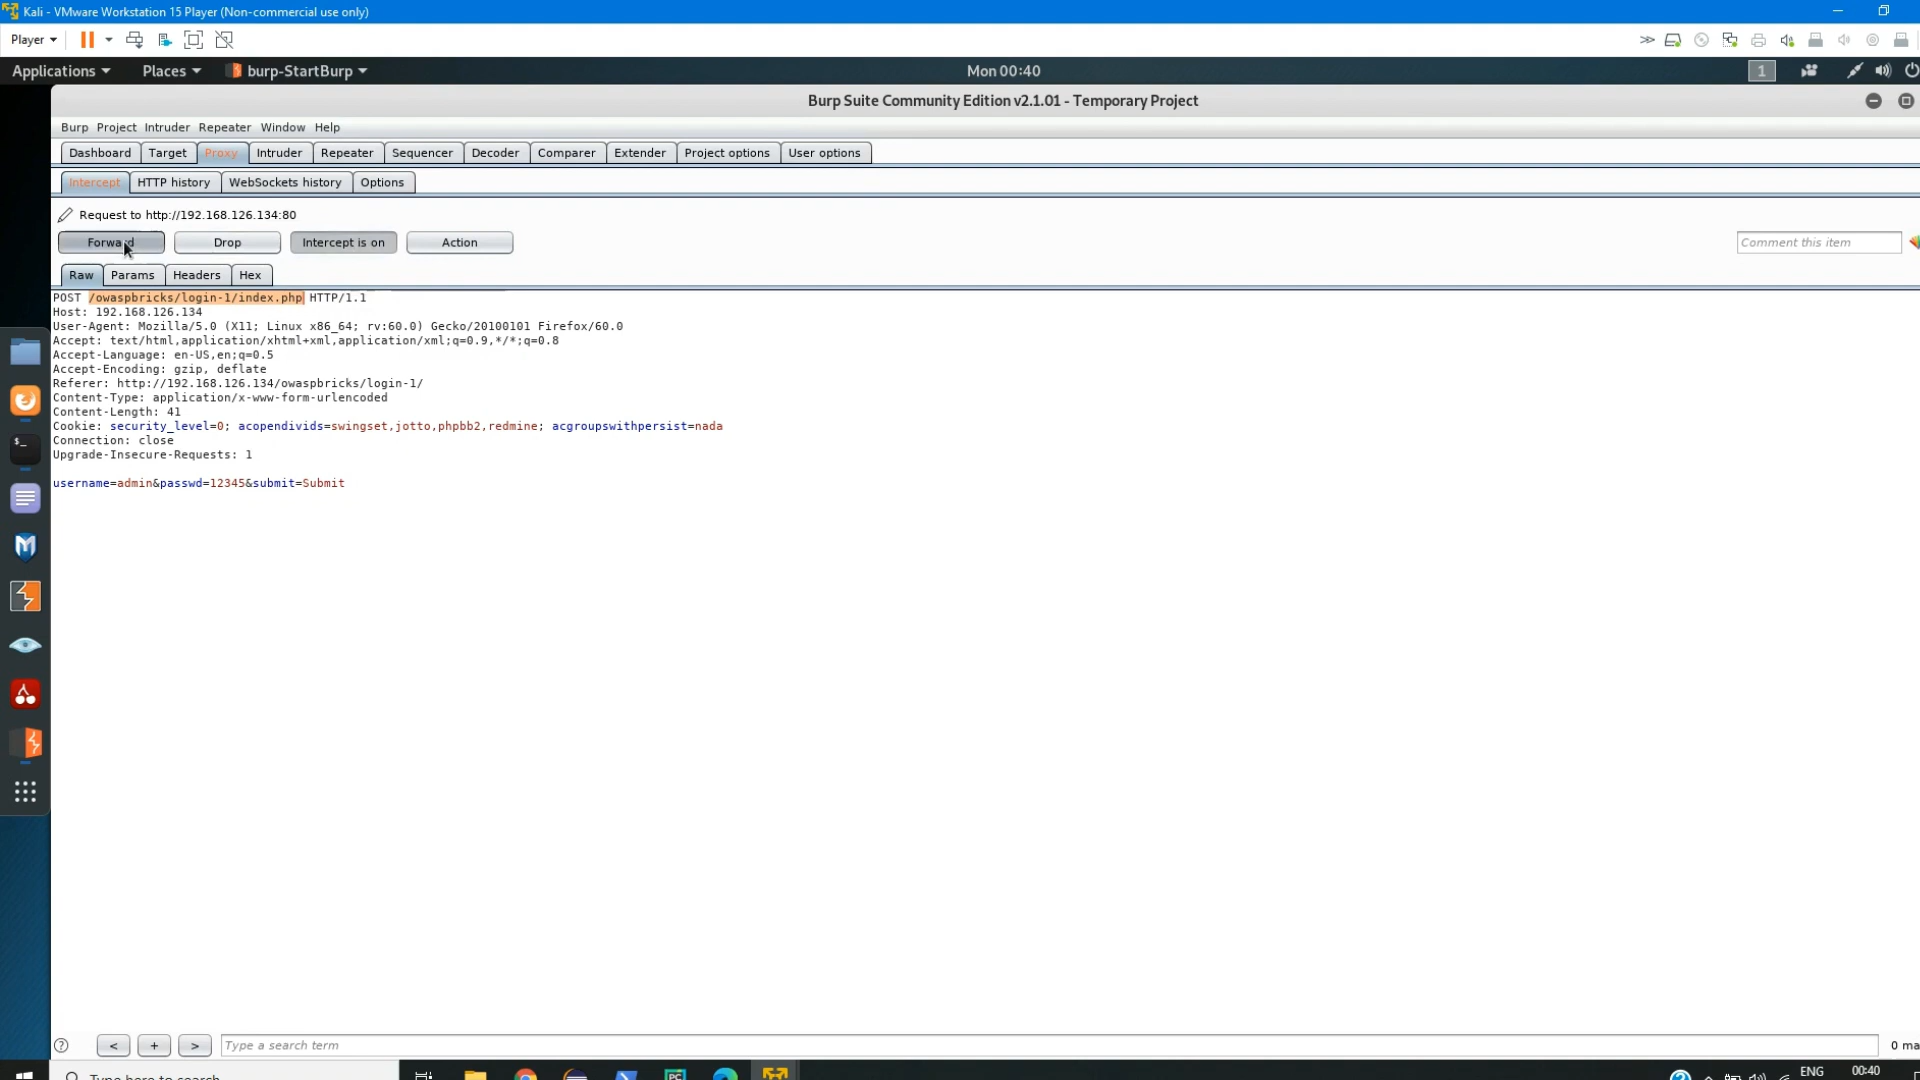 Kali - VMware Workstation 15 Player (Non-commercial use only)
Player
Applications Places burp-StartBurp Mon 00:40 1
Burp Suite Community Edition v2.1.01 - Temporary Project
Burp Project Intruder Repeater Window Help
Dashboard Target Proxy Intruder Repeater Sequencer Decoder Comparer Extender Project options User options
Intercept HTTP history WebSockets history Options
Request to http://192.168.126.134:80
Forward Drop Intercept is on Action Comment this item
Raw Params Headers Hex
POST /owaspbricks/login-1/index.php HTTP/1.1
Host: 192.168.126.134
User-Agent: Mozilla/5.0 (X11; Linux x86_64; rv:60.0) Gecko/20100101 Firefox/60.0
Accept: text/html,application/xhtml+xml,application/xml;q=0.9,*/*;q=0.8
Accept-Language: en-US,en;q=0.5
Accept-Encoding: gzip, deflate
Referer: http://192.168.126.134/owaspbricks/login-1/
Content-Type: application/x-www-form-urlencoded
Content-Length: 41
Cookie: security_level=0; acopendivids=swingset,jotto,phpbb2,redmine; acgroupswithpersist=nada
Connection: close
Upgrade-Insecure-Requests: 1
username=admin&passwd=12345&submit=Submit
? < + > Type a search term 0 ma
Type here to search PC ENG 00:40